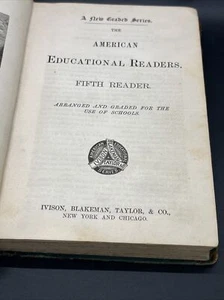 A New Graded Series.
THE
AMERICAN
EDUCATIONAL READERS.
FIFTH READER.
ARRANGED AND GRADED FOR THE
USE OF SCHOOLS.
IVISON, BLAKEMAN, TAYLOR, & CO.,
NEW YORK AND CHICAGO.